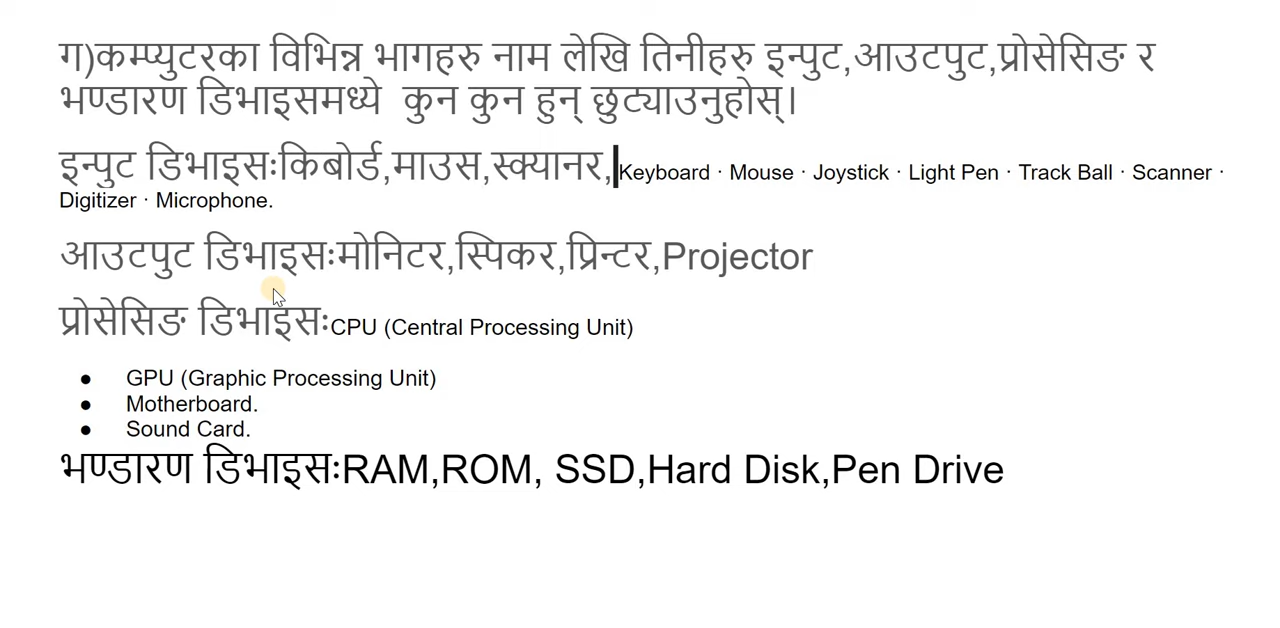 ग)कम्प्युटरका विभिन्न भागहरु नाम लेखि तिनीहरु इन्पुट,आउटपुट,प्रोसेसिङ र
भण्डारण डिभाइसमध्ये कुन कुन हुन् छुट्याउनुहोस्।
इन्पुट डिभाइसःकिबोर्ड,माउस,स्क्यानर,Keyboard · Mouse · Joystick · Light Pen · Track Ball · Scanner ·
Digitizer · Microphone.
आउटपुट डिभाइसःमोनिटर,स्पिकर,प्रिन्टर,Projector
प्रोसेसिङ डिभाइसःCPU (Central Processing Unit)
● GPU (Graphic Processing Unit)
● Motherboard.
● Sound Card.
भण्डारण डिभाइसःRAM,ROM, SSD,Hard Disk,Pen Drive